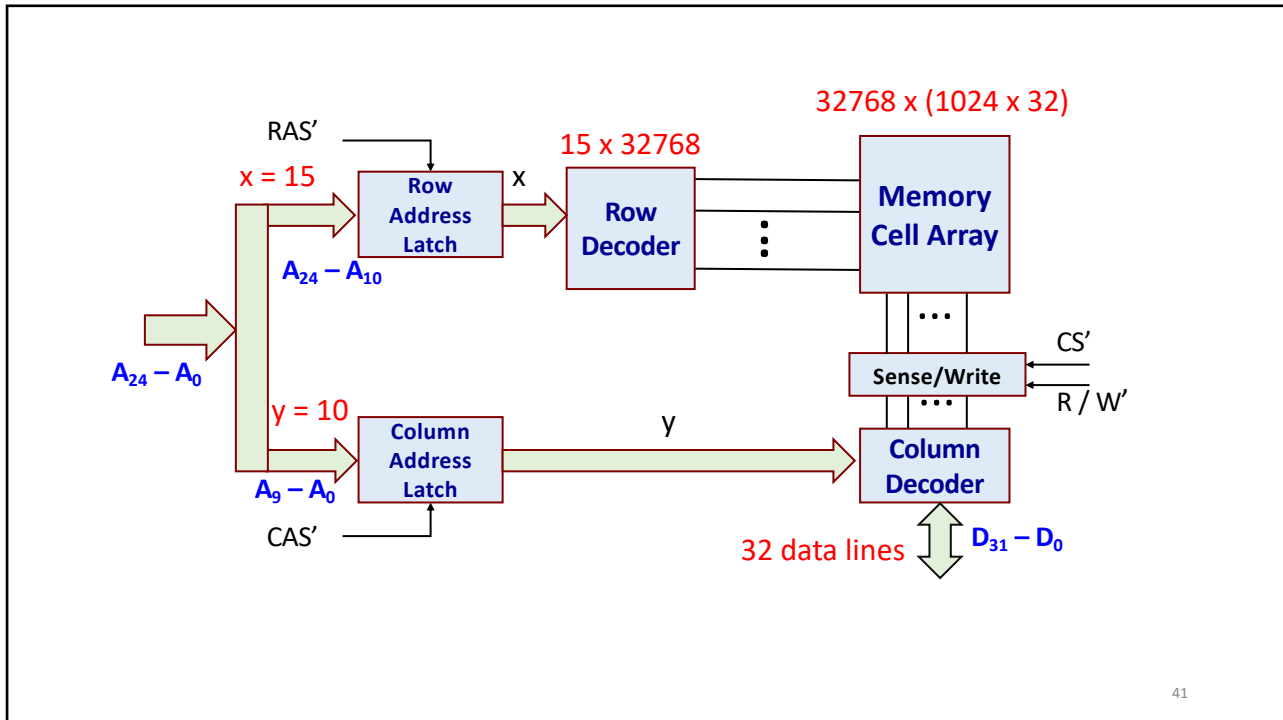 32768 x (1024 x 32)
RAS’
15 x 32768
x = 15
x
Row
Address
Latch
Row
Decoder
Memory
Cell Array
A₂₄ – A₁₀
A₂₄ – A₀
CS’
Sense/Write
R / W’
y = 10
y
Column
Address
Latch
Column
Decoder
A₉ – A₀
CAS’
32 data lines
D₃₁ – D₀
41